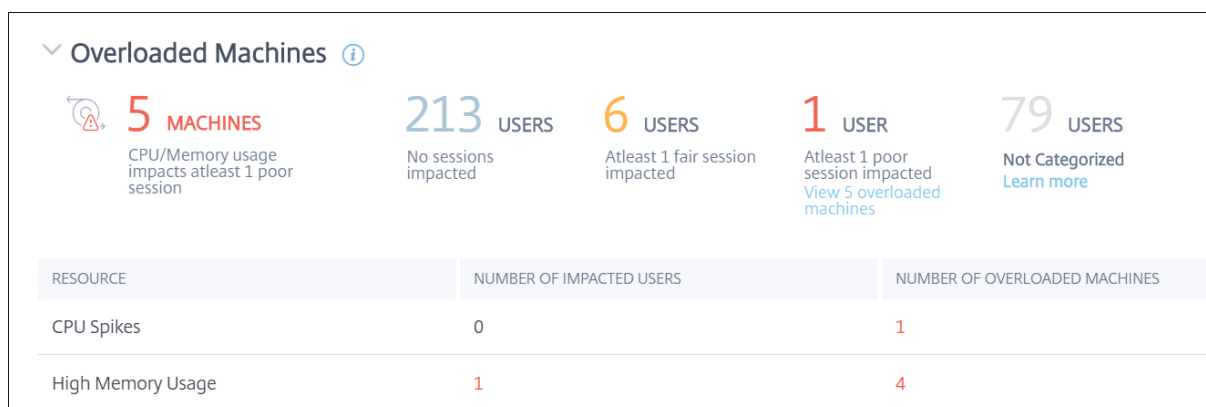 Overloaded Machines
5 MACHINES
CPU/Memory usage
impacts atleast 1 poor
session
213 USERS
No sessions
impacted
6 USERS
Atleast 1 fair session
impacted
1 USER
Atleast 1 poor
session impacted
View 5 overloaded
machines
79 USERS
Not Categorized
Learn more
RESOURCE NUMBER OF IMPACTED USERS NUMBER OF OVERLOADED MACHINES
CPU Spikes 0 1
High Memory Usage 1 4